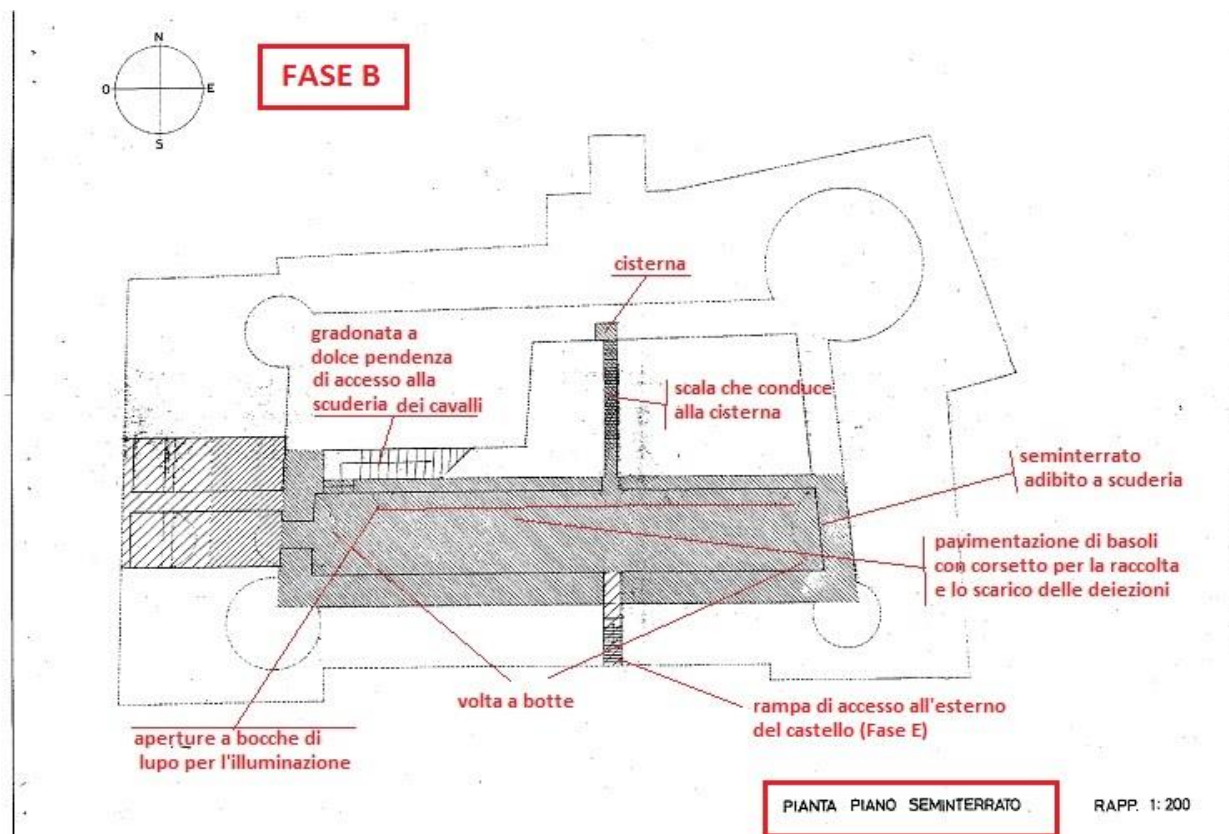 N
O
E
S
FASE B
cisterna
gradonata a
dolce pendenza
di accesso alla
scuderia dei cavalli
scala che conduce
alla cisterna
seminterrato
adibito a scuderia
pavimentazione di basoli
con corsetto per la raccolta
e lo scarico delle deiezioni
volta a botte
rampa di accesso all'esterno
del castello (Fase E)
aperture a bocche di
lupo per l'illuminazione
PIANTA PIANO SEMINTERRATO
RAPP. 1:200